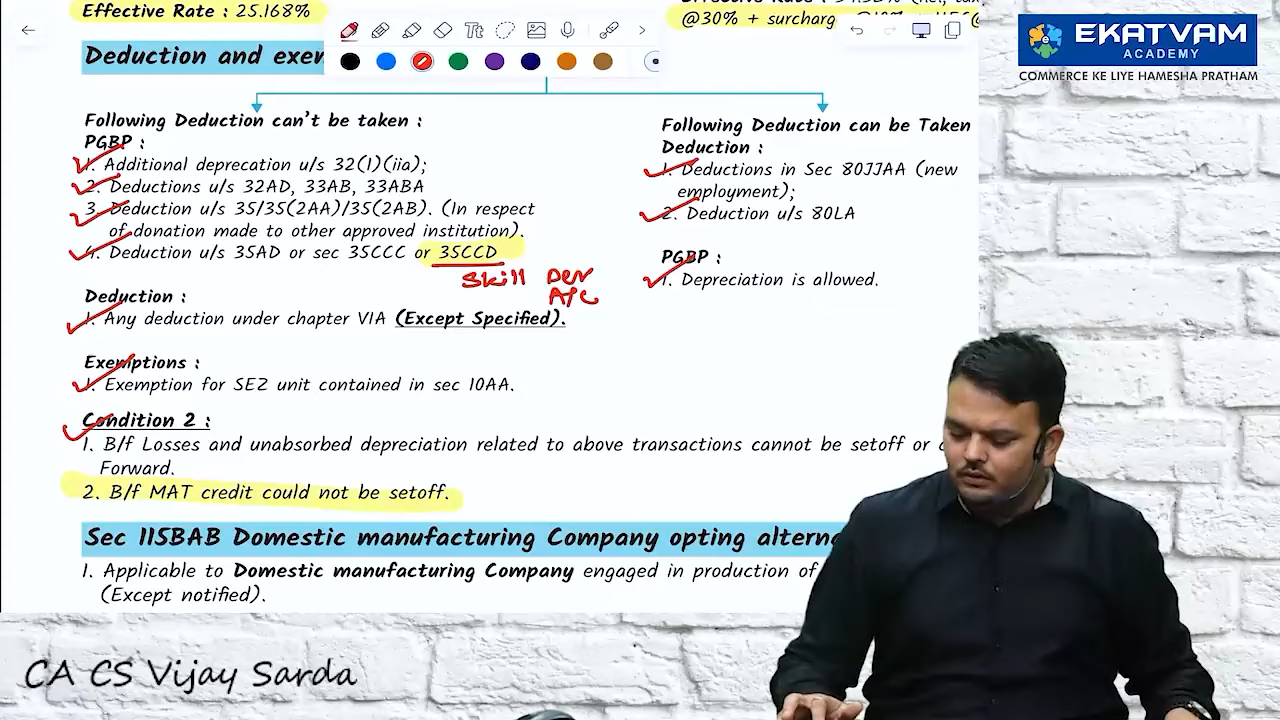 Effective Rate : 25.168%
@30% + surcharg
Deduction and exem
Following Deduction can't be taken :
PGBP :
1. Additional deprecation u/s 32(1)(iia);
2. Deductions u/s 32AD, 33AB, 33ABA
3. Deduction u/s 35/35(2AA)/35(2AB). (In respect
of donation made to other approved institution).
4. Deduction u/s 35AD or sec 35CCC or 35CCD
Skill Dev
Deduction :
1. Any deduction under chapter VIA (Except Specified).
Exemptions :
1. Exemption for SEZ unit contained in sec 10AA.
Condition 2 :
1. B/f Losses and unabsorbed depreciation related to above transactions cannot be setoff or
Forward.
2. B/f MAT credit could not be setoff.
Following Deduction can be Taken
Deduction :
1. Deductions in Sec 80JJAA (new
employment);
2. Deduction u/s 80LA
PGBP :
1. Depreciation is allowed.
Sec 115BAB Domestic manufacturing Company opting alterna
1. Applicable to Domestic manufacturing Company engaged in production of
(Except notified).
EKATVAM
ACADEMY
COMMERCE KE LIYE HAMESHA PRATHAM
CA CS Vijay Sarda